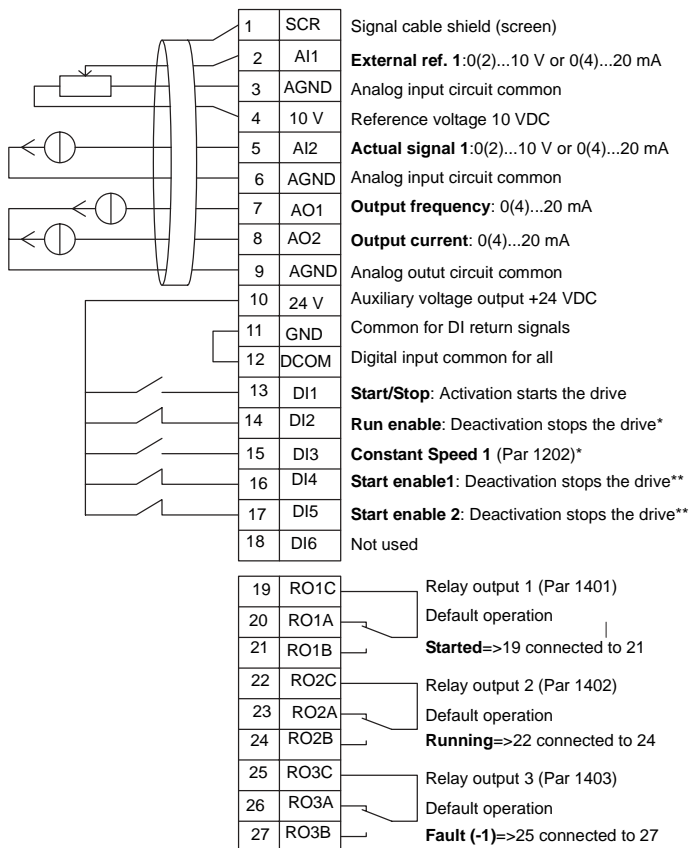 1 SCR Signal cable shield (screen)
2 AI1 External ref. 1:0(2)...10 V or 0(4)...20 mA
3 AGND Analog input circuit common
4 10 V Reference voltage 10 VDC
5 AI2 Actual signal 1:0(2)...10 V or 0(4)...20 mA
6 AGND Analog input circuit common
7 AO1 Output frequency: 0(4)...20 mA
8 AO2 Output current: 0(4)...20 mA
9 AGND Analog outut circuit common
10 24 V Auxiliary voltage output +24 VDC
11 GND Common for DI return signals
12 DCOM Digital input common for all
13 DI1 Start/Stop: Activation starts the drive
14 DI2 Run enable: Deactivation stops the drive*
15 DI3 Constant Speed 1 (Par 1202)*
16 DI4 Start enable1: Deactivation stops the drive**
17 DI5 Start enable 2: Deactivation stops the drive**
18 DI6 Not used
19 RO1C Relay output 1 (Par 1401)
20 RO1A Default operation
21 RO1B Started=>19 connected to 21
22 RO2C Relay output 2 (Par 1402)
23 RO2A Default operation
24 RO2B Running=>22 connected to 24
25 RO3C Relay output 3 (Par 1403)
26 RO3A Default operation
27 RO3B Fault (-1)=>25 connected to 27